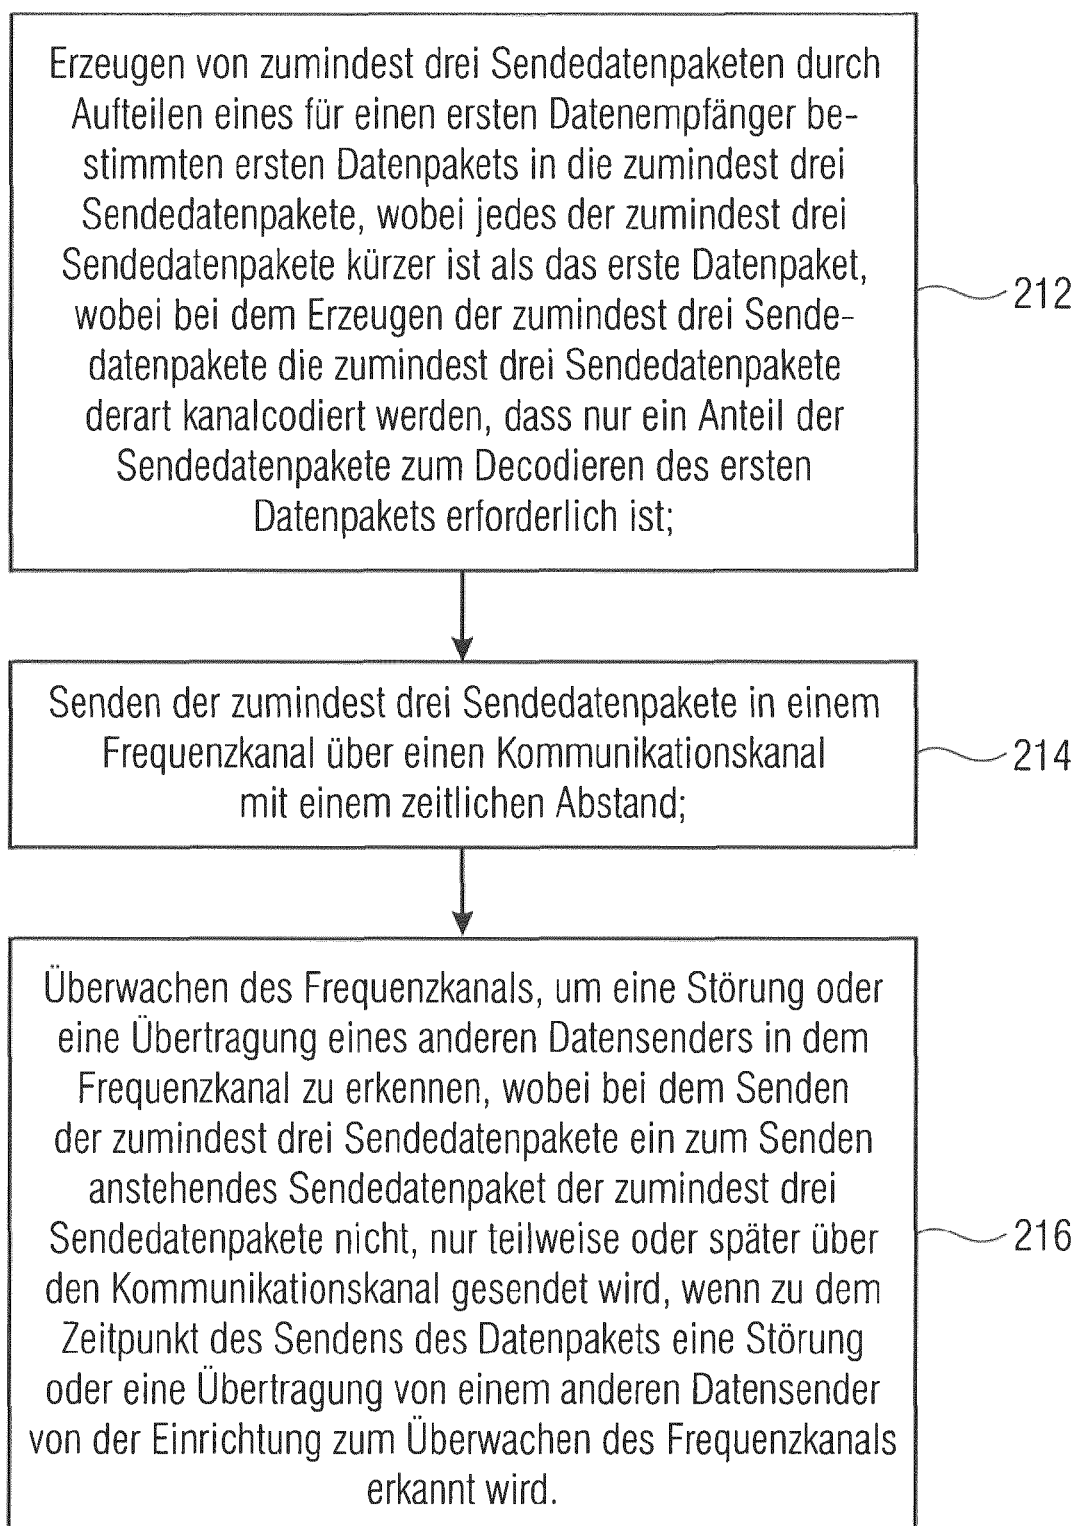 Erzeugen von zumindest drei Sendedatenpaketen durch
Aufteilen eines für einen ersten Datenempfänger be-
stimmten ersten Datenpakets in die zumindest drei
Sendedatenpakete, wobei jedes der zumindest drei
Sendedatenpakete kürzer ist als das erste Datenpaket,
wobei bei dem Erzeugen der zumindest drei Sende-
datenpakete die zumindest drei Sendedatenpakete
derart kanalcodiert werden, dass nur ein Anteil der
Sendedatenpakete zum Decodieren des ersten
Datenpakets erforderlich ist;
212
Senden der zumindest drei Sendedatenpakete in einem
Frequenzkanal über einen Kommunikationskanal
mit einem zeitlichen Abstand;
214
Überwachen des Frequenzkanals, um eine Störung oder
eine Übertragung eines anderen Datensenders in dem
Frequenzkanal zu erkennen, wobei bei dem Senden
der zumindest drei Sendedatenpakete ein zum Senden
anstehendes Sendedatenpaket der zumindest drei
Sendedatenpakete nicht, nur teilweise oder später über
den Kommunikationskanal gesendet wird, wenn zu dem
Zeitpunkt des Sendens des Datenpakets eine Störung
oder eine Übertragung von einem anderen Datensender
von der Einrichtung zum Überwachen des Frequenzkanals
erkannt wird.
216